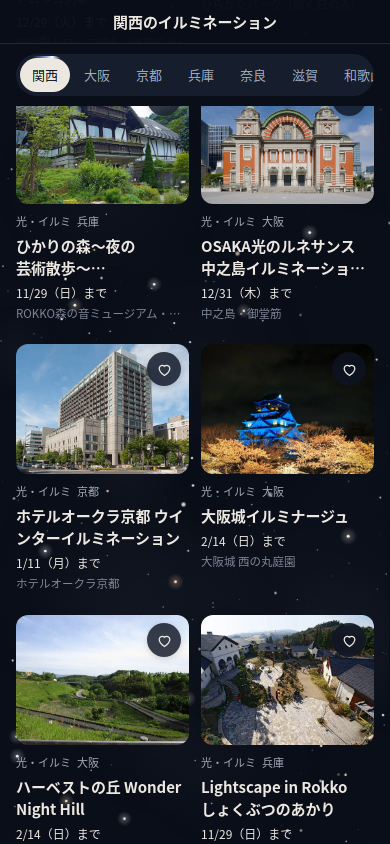 関西のイルミネーション
関西 大阪 京都 兵庫 奈良 滋賀
光・イルミ 兵庫
ひかりの森〜夜の
芸術散歩〜…
11/29（日）まで
ROKKO森の音ミュージアム・…
光・イルミ 大阪
OSAKA光のルネサンス
中之島イルミネーショ…
12/31（木）まで
中之島・御堂筋
光・イルミ 京都
ホテルオークラ京都 ウイ
ンターイルミネーション
1/11（月）まで
ホテルオークラ京都
光・イルミ 大阪
大阪城イルミナージュ
2/14（日）まで
大阪城 西の丸庭園
光・イルミ 大阪
ハーベストの丘 Wonder
Night Hill
2/14（日）まで
光・イルミ 兵庫
Lightscape in Rokko
しょくぶつのあかり
11/29（日）まで